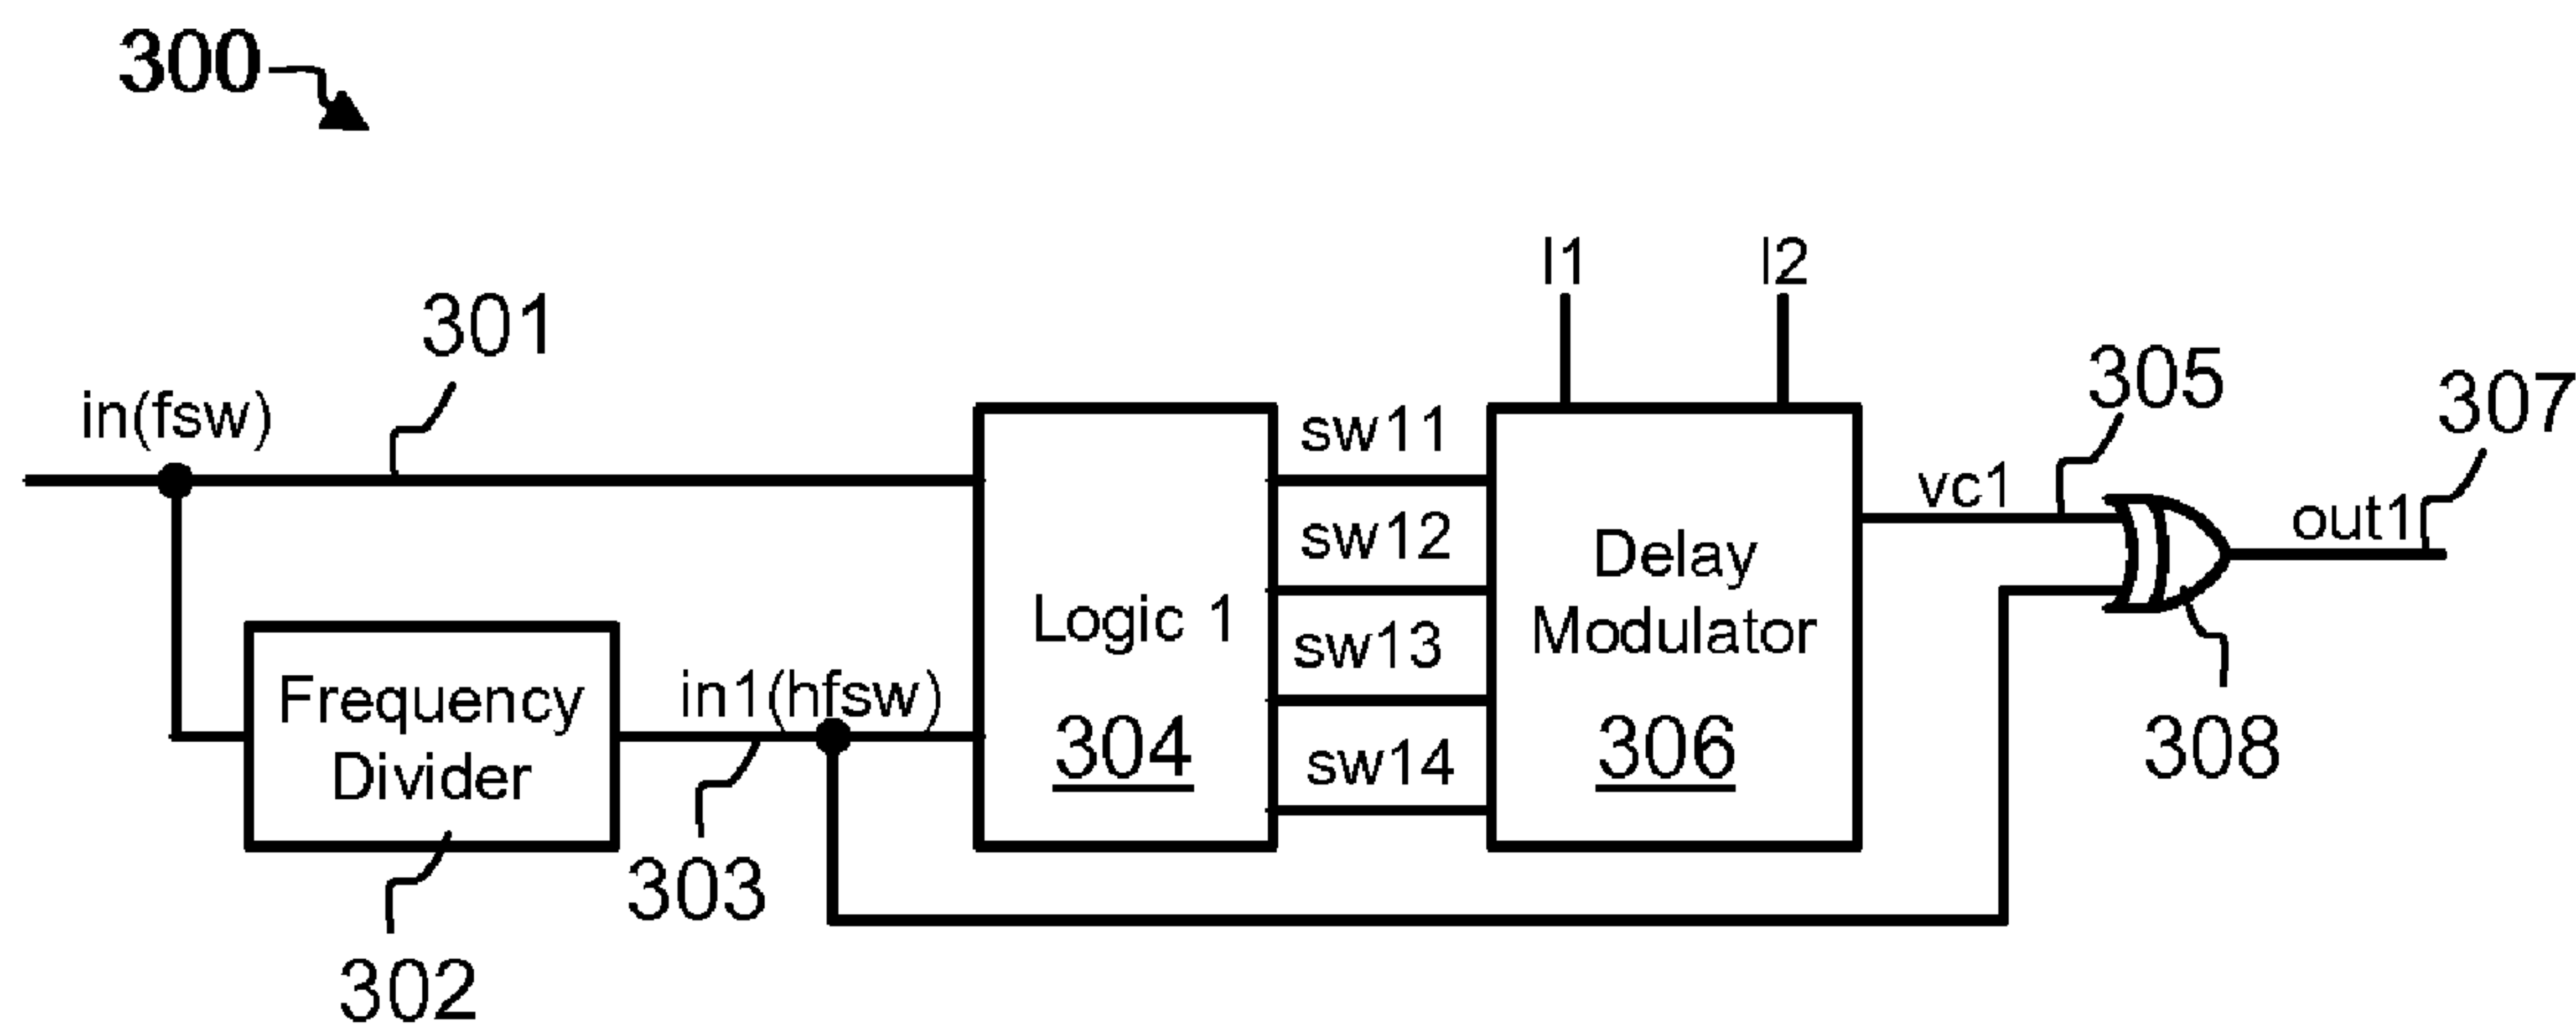 300
I1
I2
301
in(fsw)
305
307
sw11
vc1
out1
sw12
Delay
Modulator
Logic 1
sw13
Frequency
Divider
in1(hfsw)
304
306
308
sw14
303
302